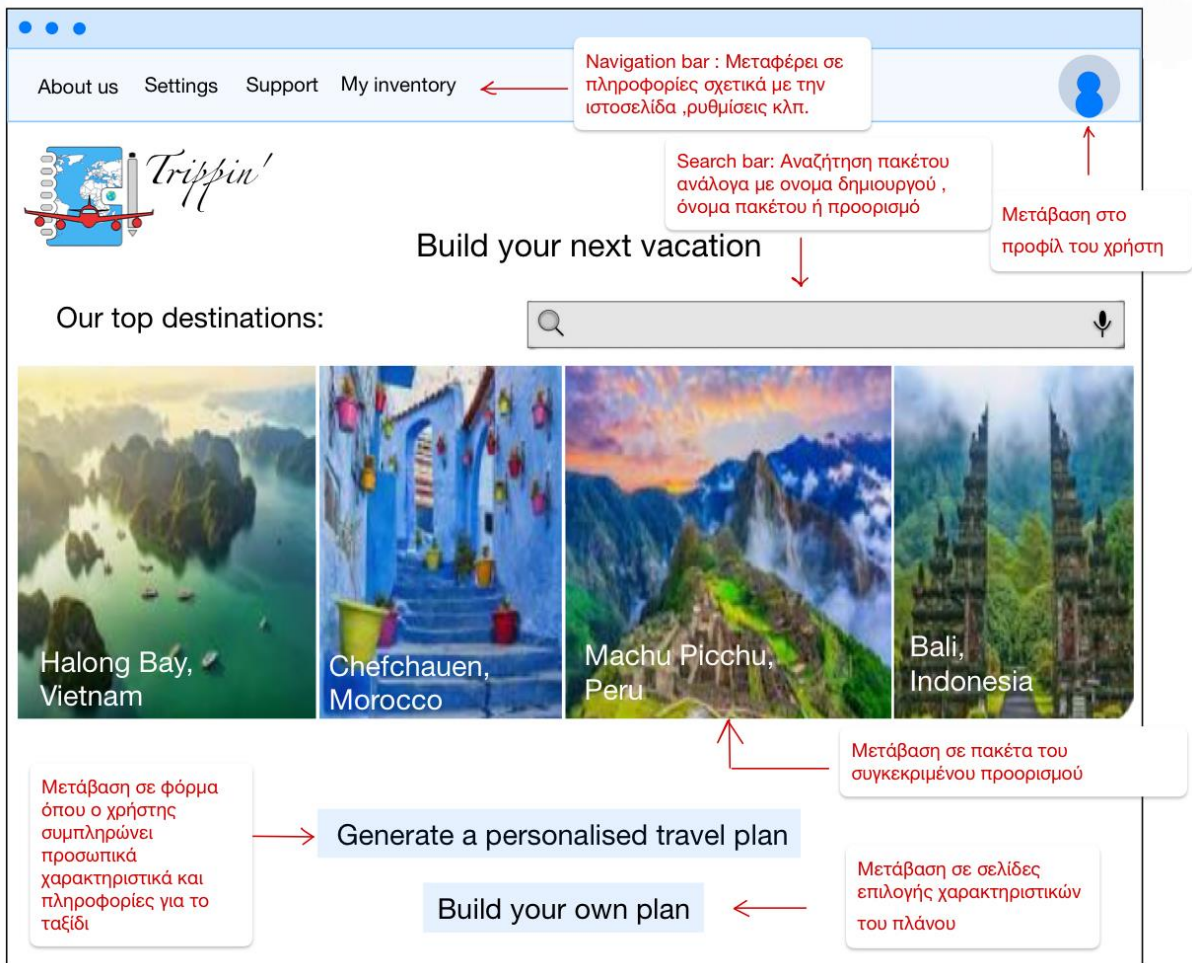 About us Settings Support My inventory
Navigation bar : Μεταφέρει σε
πληροφορίες σχετικά με την
ιστοσελίδα ,ρυθμίσεις κλπ.
Trippin'
Search bar: Αναζήτηση πακέτου
ανάλογα με ονομα δημιουργού ,
όνομα πακέτου ή προορισμό
Μετάβαση στο
προφίλ του χρήστη
Build your next vacation
Our top destinations:
Halong Bay,
Vietnam
Chefchauen,
Morocco
Machu Picchu,
Peru
Bali,
Indonesia
Μετάβαση σε πακέτα του
συγκεκριμένου προορισμού
Μετάβαση σε φόρμα
όπου ο χρήστης
συμπληρώνει
προσωπικά
χαρακτηριστικά και
πληροφορίες για το
ταξίδι
Generate a personalised travel plan
Build your own plan
Μετάβαση σε σελίδες
επιλογής χαρακτηριστικών
του πλάνου